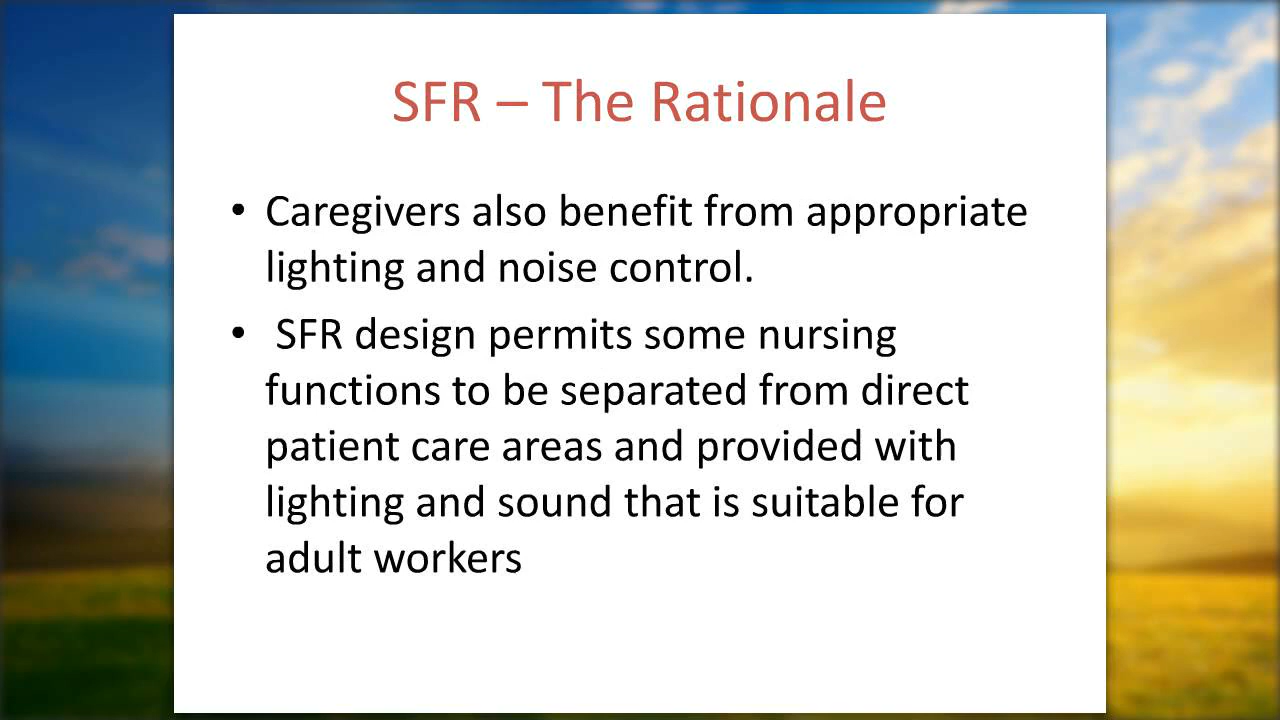 SFR – The Rationale
• Caregivers also benefit from appropriate
lighting and noise control.
• SFR design permits some nursing
functions to be separated from direct
patient care areas and provided with
lighting and sound that is suitable for
adult workers